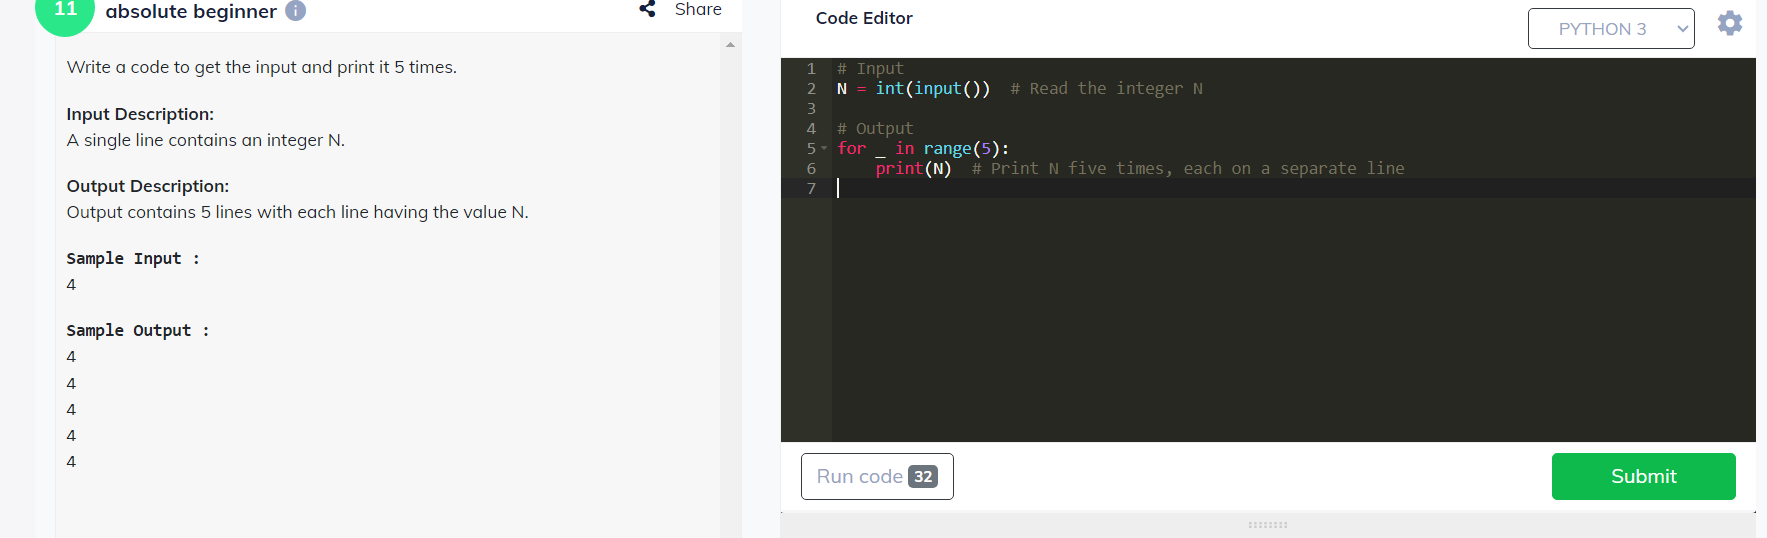 11
absolute beginner i
Share
Write a code to get the input and print it 5 times.
Input Description:
A single line contains an integer N.
Output Description:
Output contains 5 lines with each line having the value N.
Sample Input :
4
Sample Output :
4
4
4
4
4
Code Editor
PYTHON 3
1 # Input
2 N = int(input())  # Read the integer N
3
4 # Output
5 for _ in range(5):
6     print(N)  # Print N five times, each on a separate line
7
Run code 32
Submit